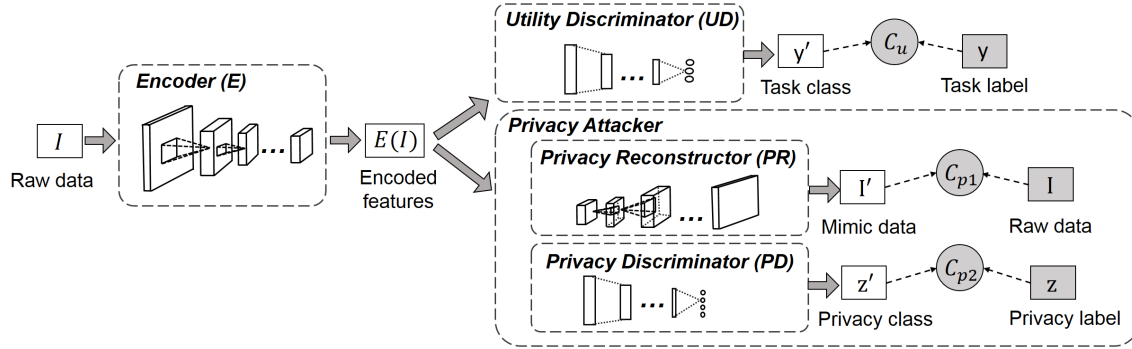 Utility Discriminator (UD)
...
y′
C_u
y
Task class
Task label
Encoder (E)
...
I
Raw data
E(I)
Encoded
features
Privacy Attacker
Privacy Reconstructor (PR)
...
I′
C_p1
I
Mimic data
Raw data
Privacy Discriminator (PD)
...
z′
C_p2
z
Privacy class
Privacy label